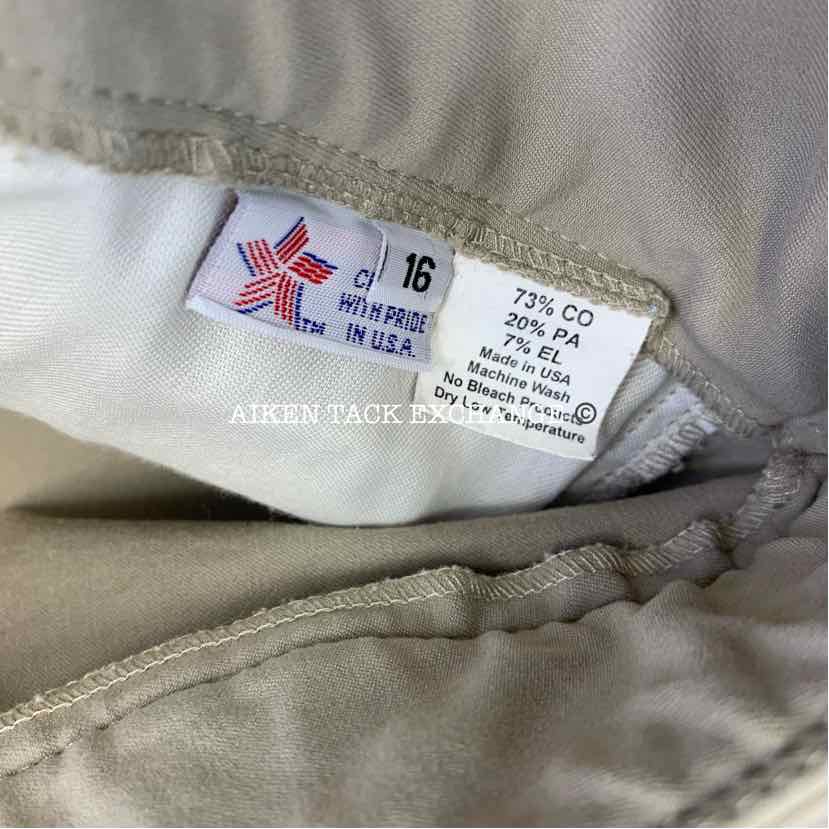 16
C
WITH PRIDE
IN U.S.A.
TM
73% CO
20% PA
7% EL
Made in USA
Machine Wash
No Bleach Products
Dry Low Temperature
©
AIKEN TACK EXCHANGE